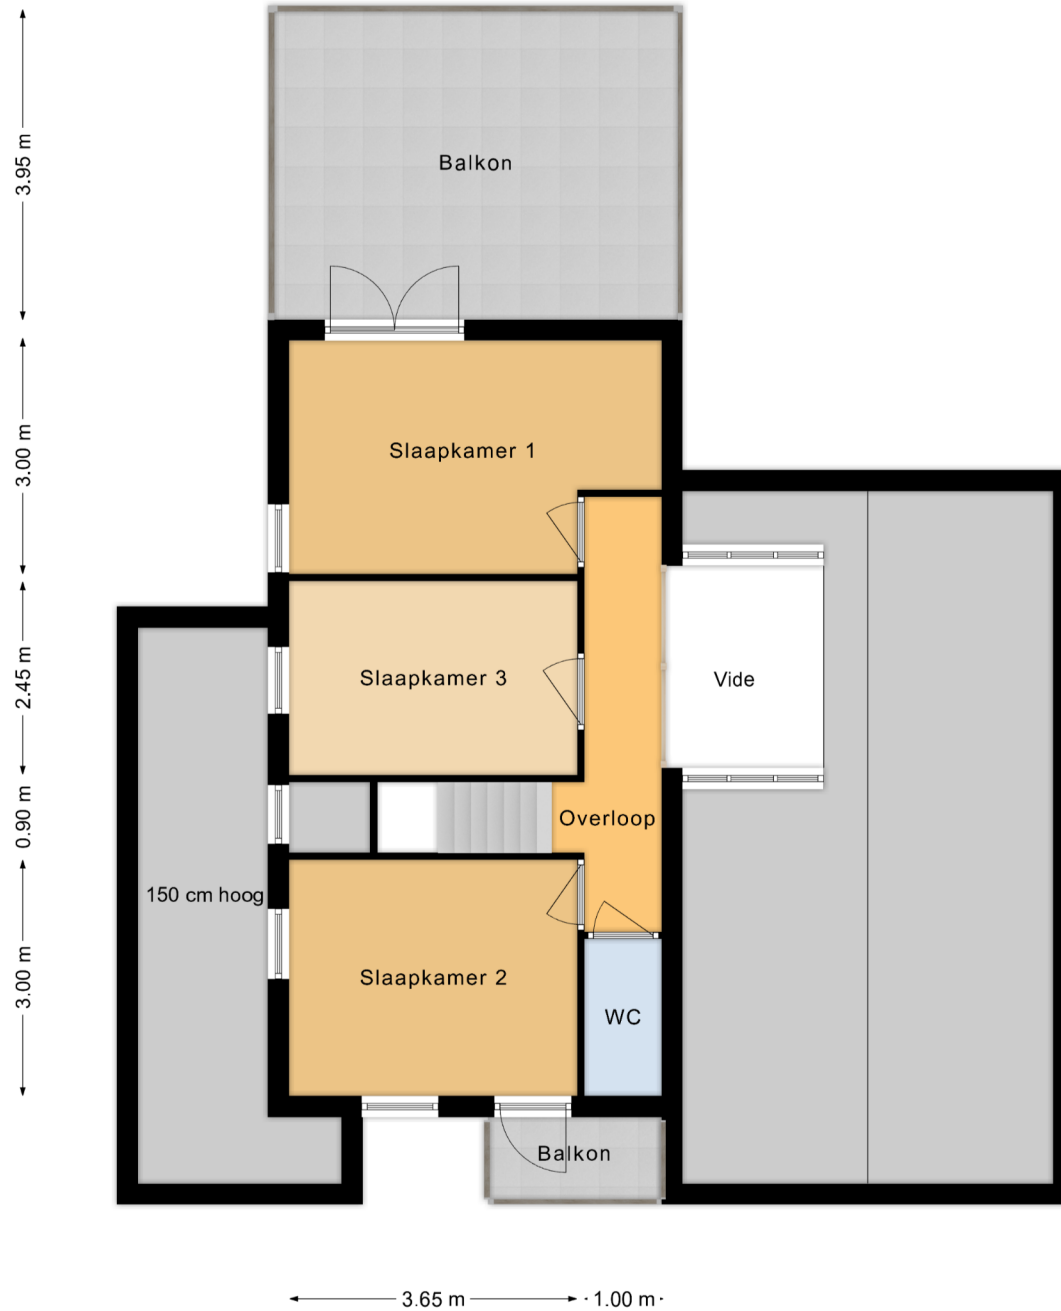 3.95 m
Balkon
3.00 m
Slaapkamer 1
2.45 m
Slaapkamer 3
Vide
0.90 m
Overloop
150 cm hoog
3.00 m
Slaapkamer 2
WC
Balkon
3.65 m
1.00 m